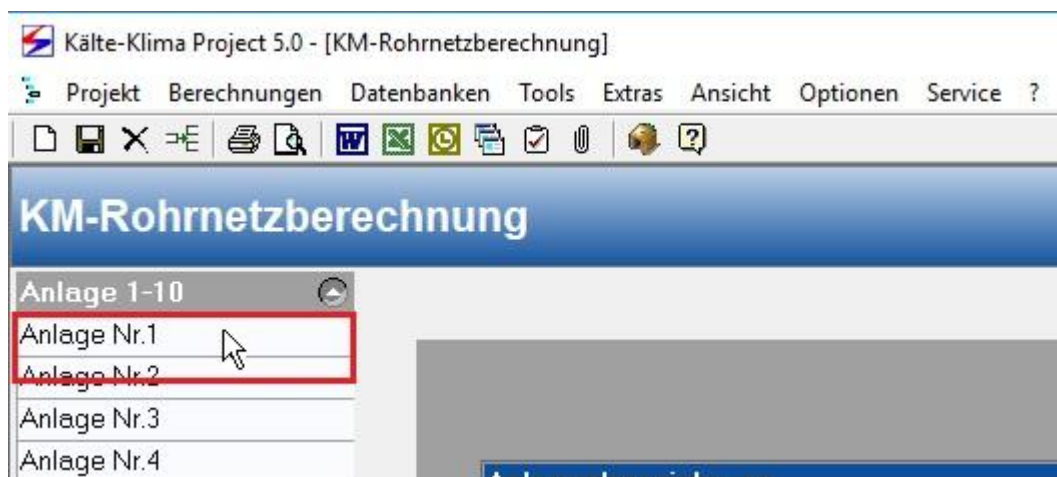 Kälte-Klima Project 5.0 - [KM-Rohrnetzberechnung]
Projekt Berechnungen Datenbanken Tools Extras Ansicht Optionen Service ?
KM-Rohrnetzberechnung
Anlage 1-10
Anlage Nr.1
Anlage Nr.2
Anlage Nr.3
Anlage Nr.4